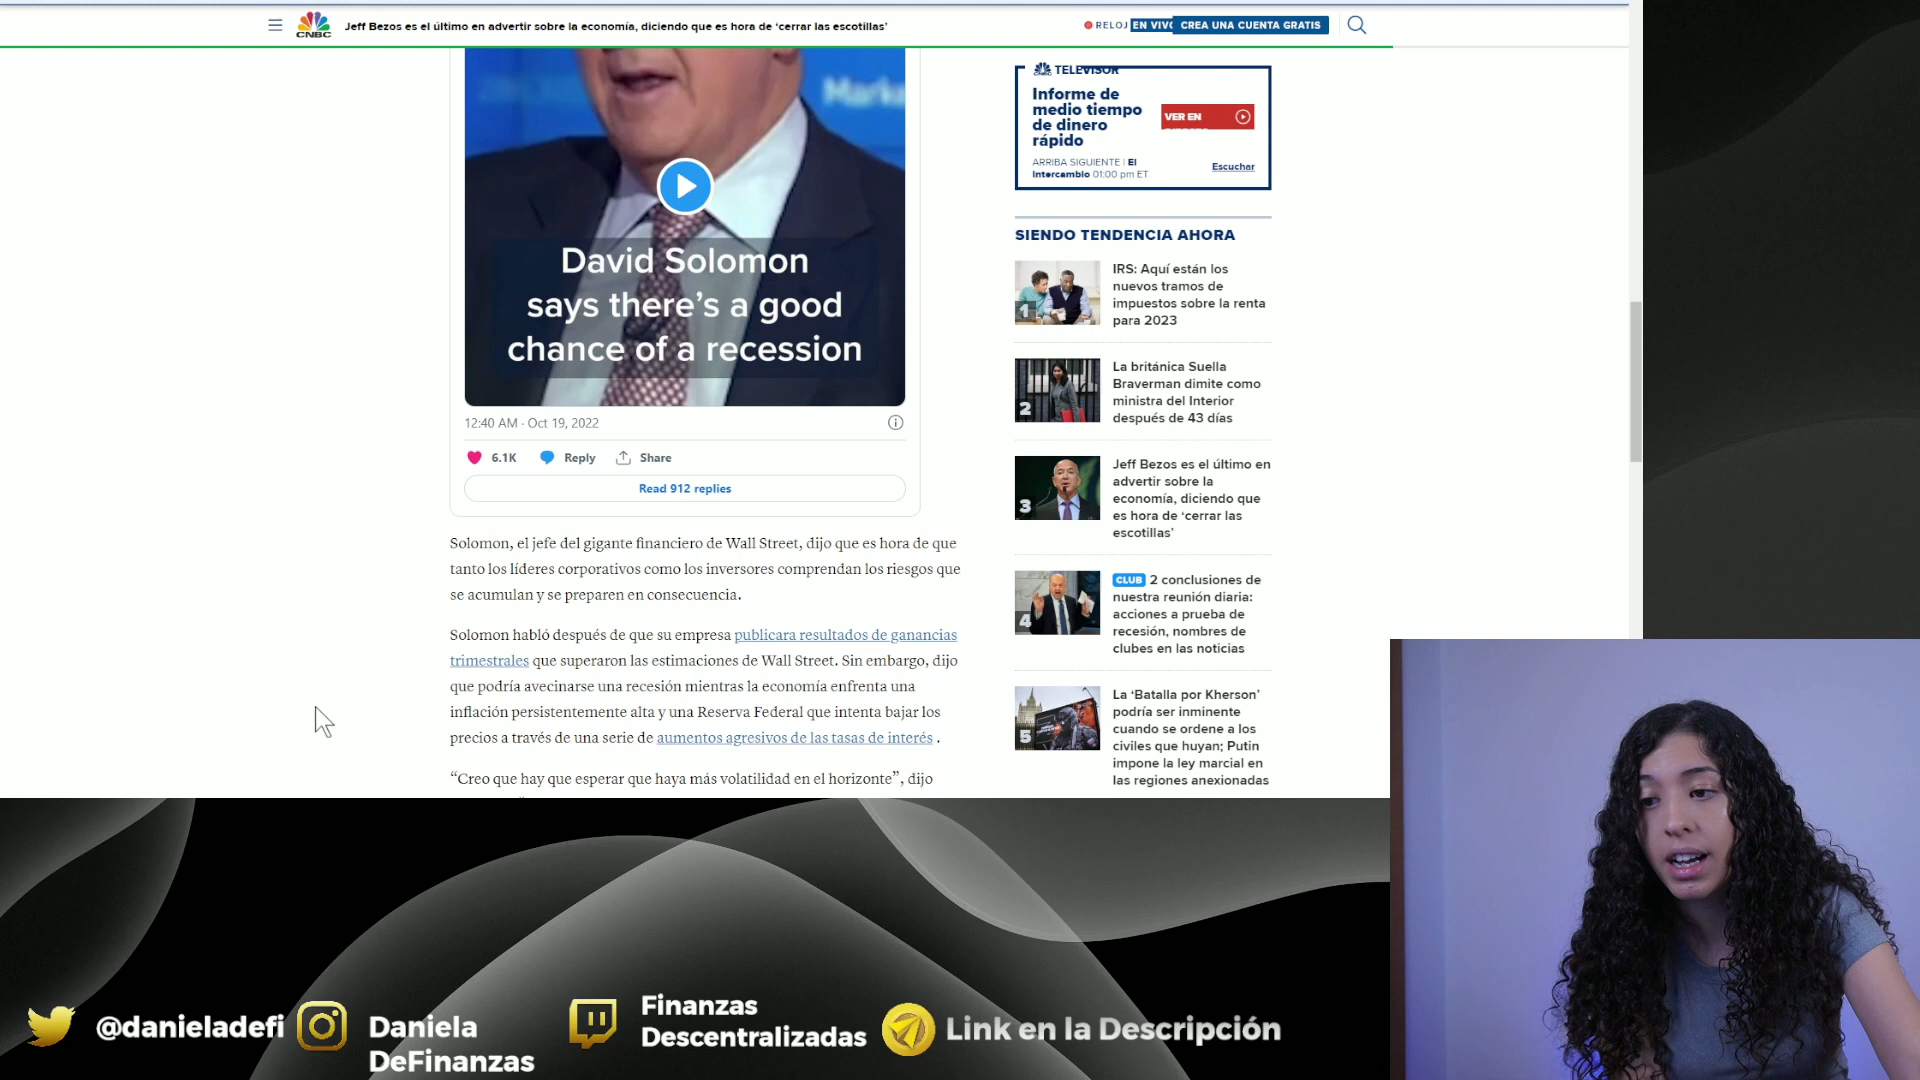 CNBC
Jeff Bezos es el último en advertir sobre la economía, diciendo que es hora de ‘cerrar las escotillas’
RELOJ EN VIVO
CREA UNA CUENTA GRATIS
David Solomon
says there’s a good
chance of a recession
12:40 AM · Oct 19, 2022
6.1K Reply Share
Read 912 replies
Solomon, el jefe del gigante financiero de Wall Street, dijo que es hora de que
tanto los líderes corporativos como los inversores comprendan los riesgos que
se acumulan y se preparen en consecuencia.
Solomon habló después de que su empresa publicara resultados de ganancias
trimestrales que superaron las estimaciones de Wall Street. Sin embargo, dijo
que podría avecinarse una recesión mientras la economía enfrenta una
inflación persistentemente alta y una Reserva Federal que intenta bajar los
precios a través de una serie de aumentos agresivos de las tasas de interés .
“Creo que hay que esperar que haya más volatilidad en el horizonte”, dijo
TELEVISOR
Informe de
medio tiempo
de dinero
rápido
VER EN
ARRIBA SIGUIENTE | El
Intercambio 01:00 pm ET
Escuchar
SIENDO TENDENCIA AHORA
1
IRS: Aquí están los
nuevos tramos de
impuestos sobre la renta
para 2023
2
La británica Suella
Braverman dimite como
ministra del Interior
después de 43 días
3
Jeff Bezos es el último en
advertir sobre la
economía, diciendo que
es hora de ‘cerrar las
escotillas’
4
CLUB 2 conclusiones de
nuestra reunión diaria:
acciones a prueba de
recesión, nombres de
clubes en las noticias
5
La ‘Batalla por Kherson’
podría ser inminente
cuando se ordene a los
civiles que huyan; Putin
impone la ley marcial en
las regiones anexionadas
@danieladefi
Daniela
DeFinanzas
Finanzas
Descentralizadas
Link en la Descripción